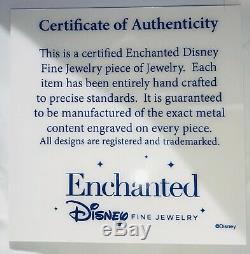 Certificate of Authenticity
This is a certified Enchanted Disney
Fine Jewelry piece of Jewelry. Each
item has been entirely hand crafted
to precise standards. It is guaranteed
to be manufactured of the exact metal
content engraved on every piece.
All designs are registered and trademarked.
Enchanted
Disney FINE JEWELRY
©Disney